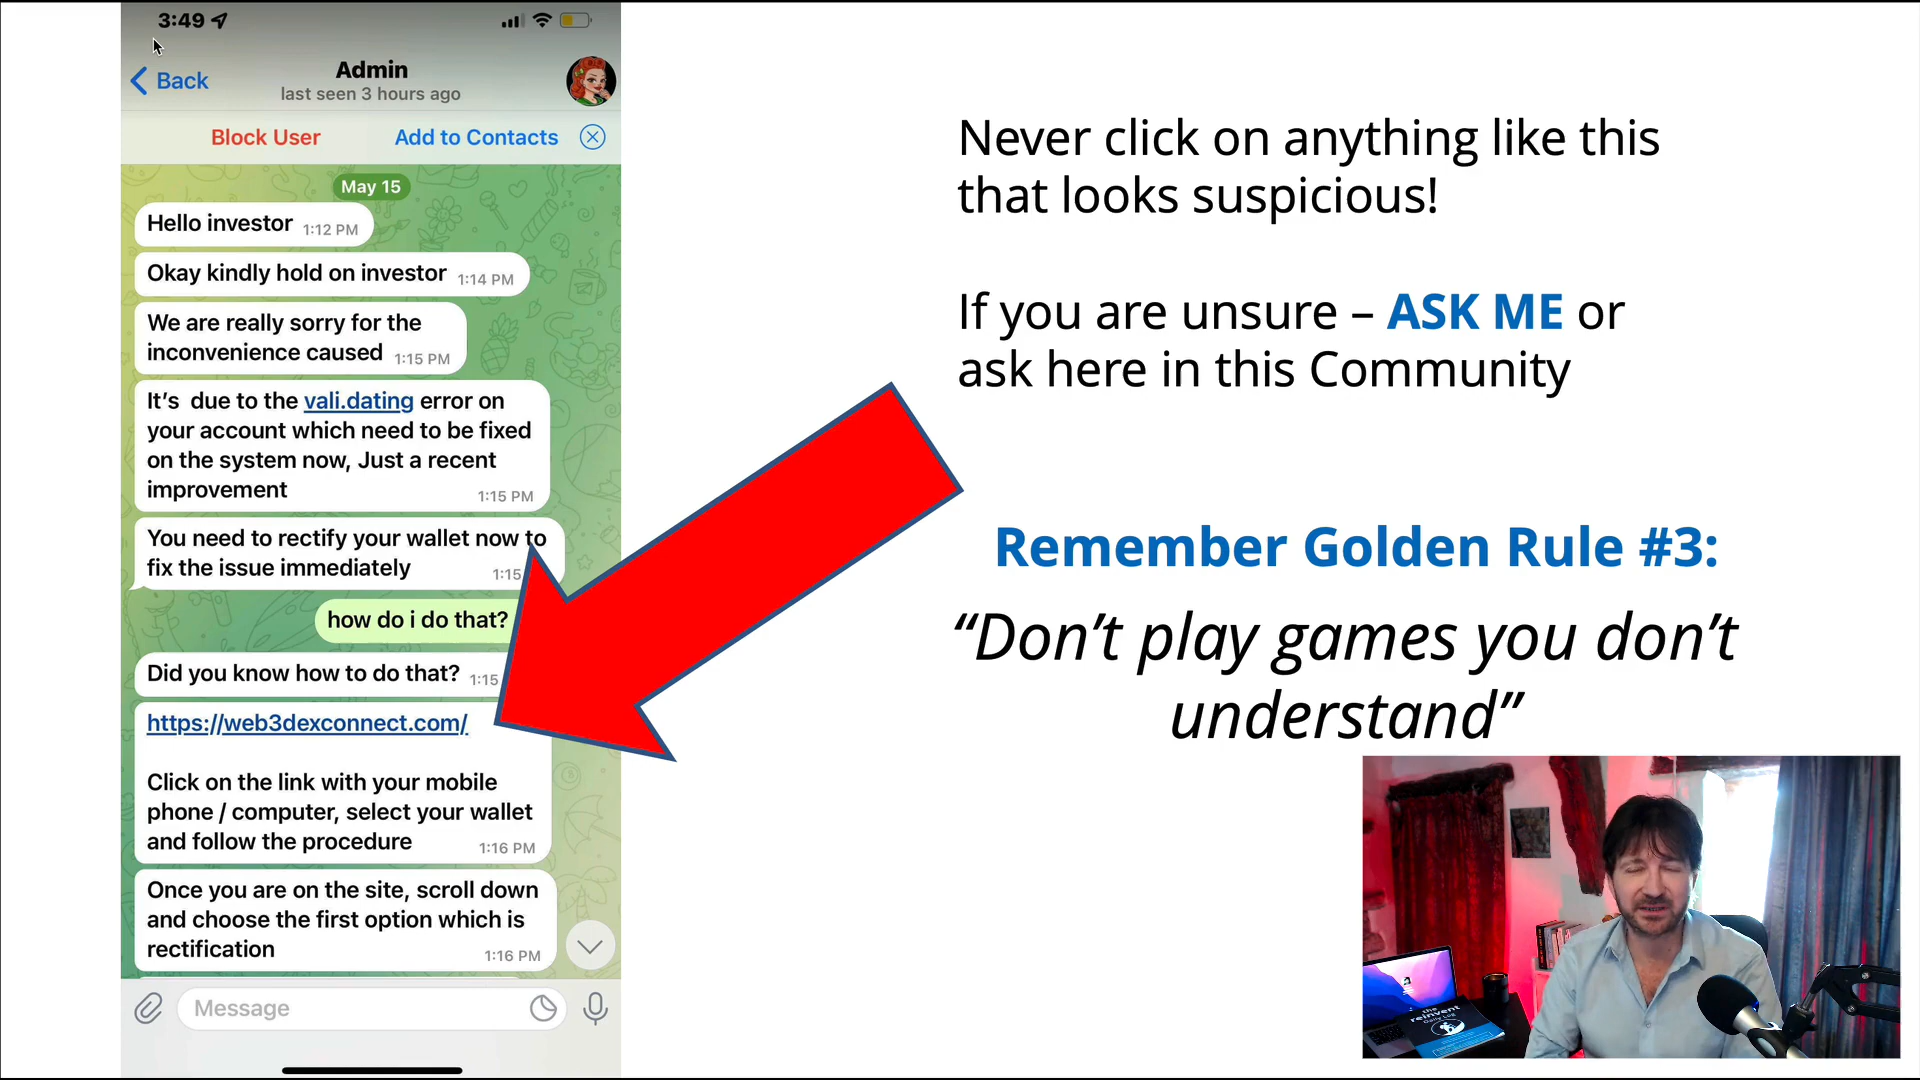 3:49
Back
Admin
last seen 3 hours ago
Block User
Add to Contacts
May 15
Hello investor 1:12 PM
Okay kindly hold on investor 1:14 PM
We are really sorry for the
inconvenience caused 1:15 PM
It's  due to the vali.dating error on
your account which need to be fixed
on the system now, Just a recent
improvement 1:15 PM
You need to rectify your wallet now to
fix the issue immediately 1:15
how do i do that?
Did you know how to do that? 1:15
https://web3dexconnect.com/
Click on the link with your mobile
phone / computer, select your wallet
and follow the procedure 1:16 PM
Once you are on the site, scroll down
and choose the first option which is
rectification 1:16 PM
Message
Never click on anything like this
that looks suspicious!
If you are unsure – ASK ME or
ask here in this Community
Remember Golden Rule #3:
“Don’t play games you don’t
understand”
the
reinvent
Daily Log